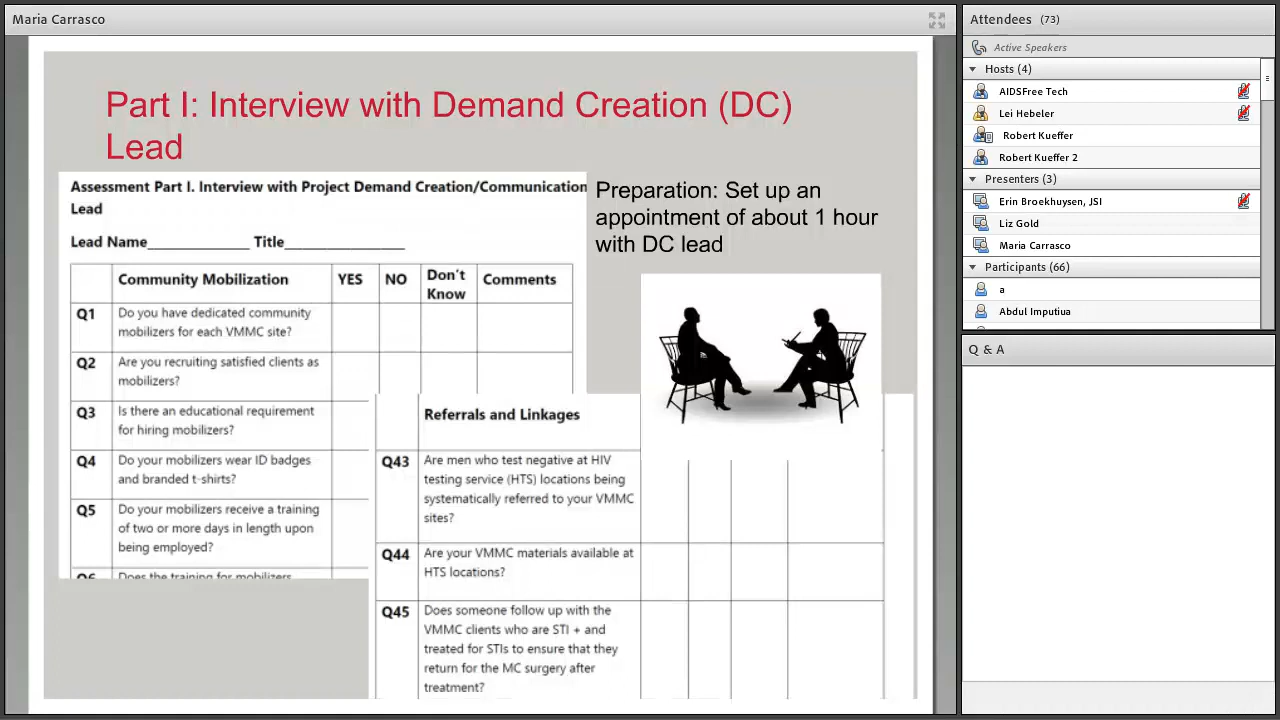 Maria Carrasco
Part I: Interview with Demand Creation (DC)
Lead
Assessment Part I. Interview with Project Demand Creation/Communication
Lead
Lead Name______________ Title________________
Community Mobilization YES NO Don't Know Comments
Q1 Do you have dedicated community
mobilizers for each VMMC site?
Q2 Are you recruiting satisfied clients as
mobilizers?
Q3 Is there an educational requirement
for hiring mobilizers?
Q4 Do your mobilizers wear ID badges
and branded t-shirts?
Q5 Do your mobilizers receive a training
of two or more days in length upon
being employed?
Q6 Does the training for mobilizers
Preparation: Set up an
appointment of about 1 hour
with DC lead
Referrals and Linkages
Q43 Are men who test negative at HIV
testing service (HTS) locations being
systematically referred to your VMMC
sites?
Q44 Are your VMMC materials available at
HTS locations?
Q45 Does someone follow up with the
VMMC clients who are STI + and
treated for STIs to ensure that they
return for the MC surgery after
treatment?
Attendees (73)
Active Speakers
Hosts (4)
AIDSFree Tech
Lei Hebeler
Robert Kueffer
Robert Kueffer 2
Presenters (3)
Erin Broekhuysen, JSI
Liz Gold
Maria Carrasco
Participants (66)
a
Abdul Imputiua
Q & A